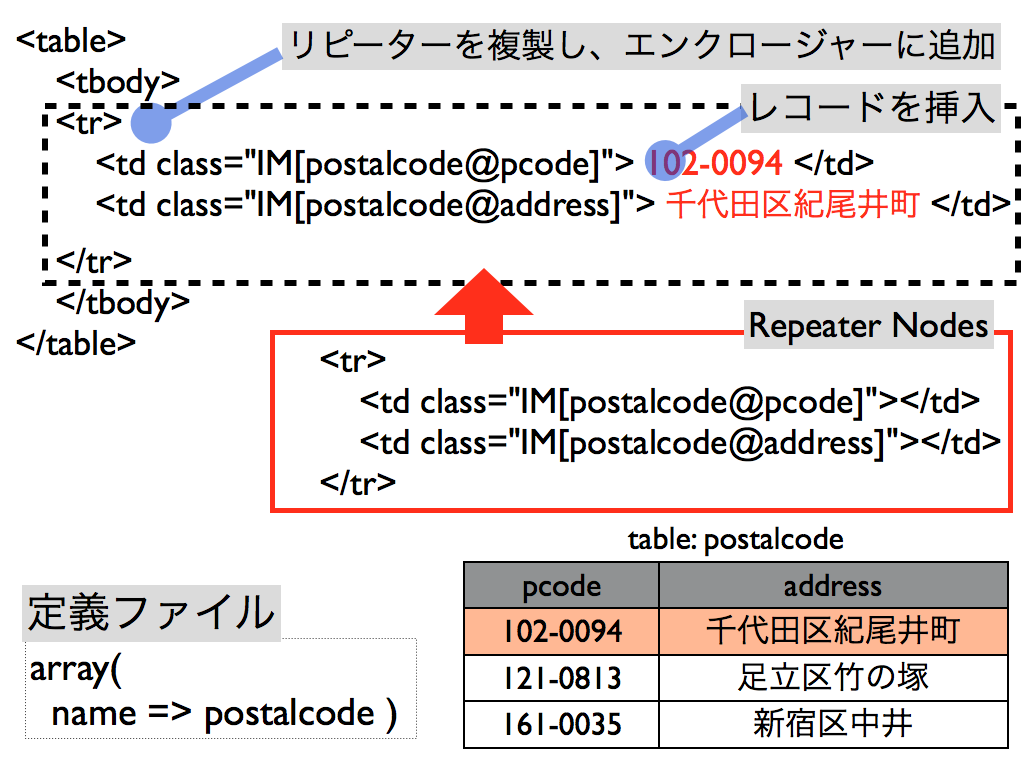 <table>
リピーターを複製し、エンクロージャーに追加
<tbody>
<tr>
レコードを挿入
<td class="IM[postalcode@pcode]"> 102-0094 </td>
<td class="IM[postalcode@address]"> 千代田区紀尾井町 </td>
</tr>
</tbody>
</table>
Repeater Nodes
<tr>
<td class="IM[postalcode@pcode]"></td>
<td class="IM[postalcode@address]"></td>
</tr>
定義ファイル
array(
name => postalcode )
table: postalcode
pcode address
102-0094 千代田区紀尾井町
121-0813 足立区竹の塚
161-0035 新宿区中井